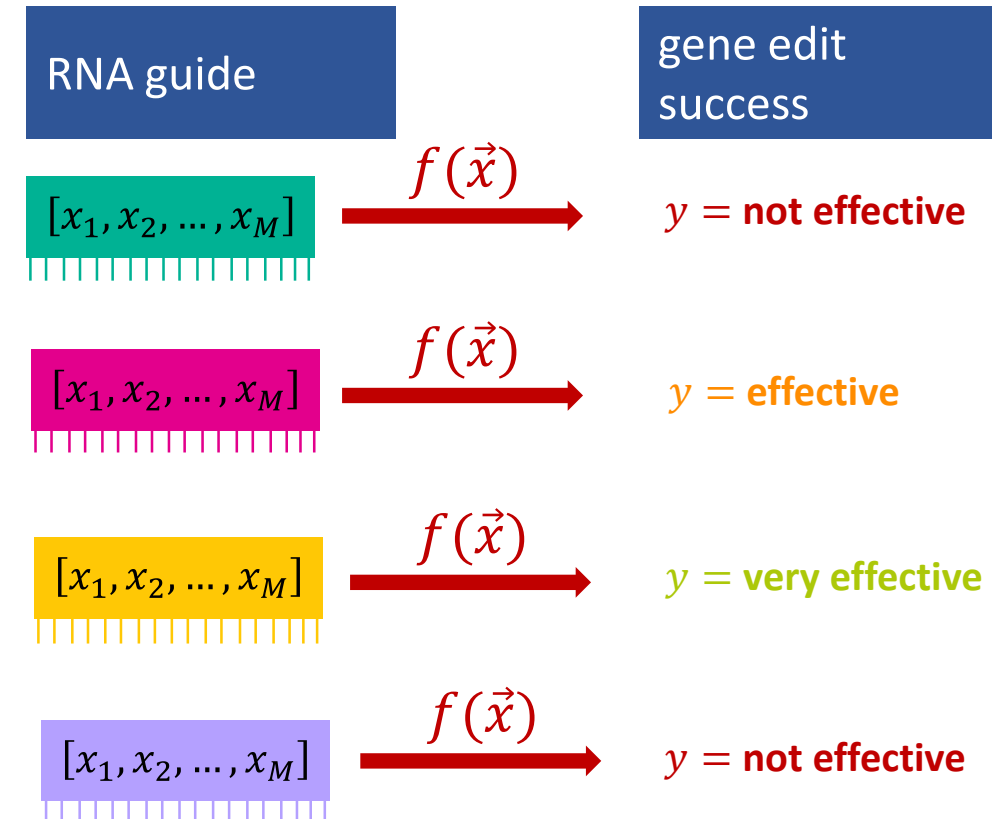 RNA guide
gene edit
success
[x₁, x₂, … , x_M]
f(x⃗)
y = not effective
[x₁, x₂, … , x_M]
f(x⃗)
y = effective
[x₁, x₂, … , x_M]
f(x⃗)
y = very effective
[x₁, x₂, … , x_M]
f(x⃗)
y = not effective